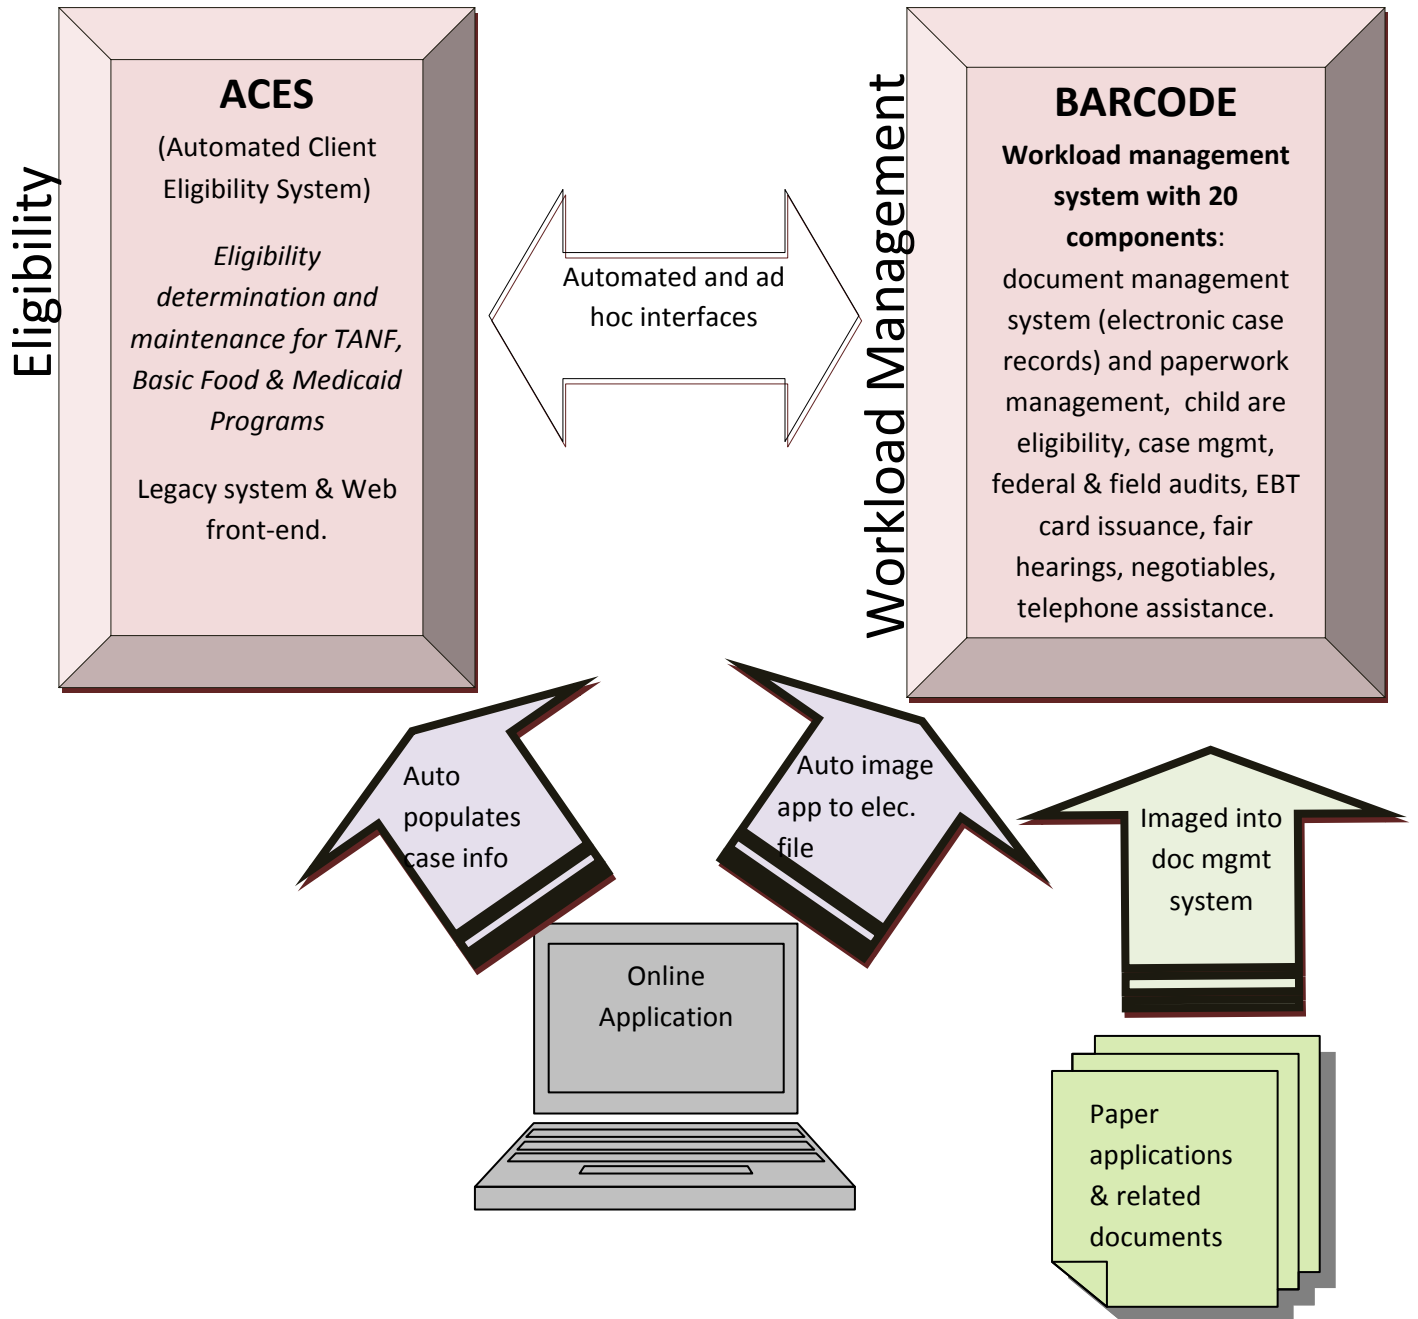 Eligibility
ACES
(Automated Client
Eligibility System)
Eligibility
determination and
maintenance for TANF,
Basic Food & Medicaid
Programs
Legacy system & Web
front-end.
Automated and ad
hoc interfaces
Workload Management
BARCODE
Workload management
system with 20
components:
document management
system (electronic case
records) and paperwork
management, child are
eligibility, case mgmt,
federal & field audits, EBT
card issuance, fair
hearings, negotiables,
telephone assistance.
Auto
populates
case info
Auto image
app to elec.
file
Imaged into
doc mgmt
system
Online
Application
Paper
applications
& related
documents